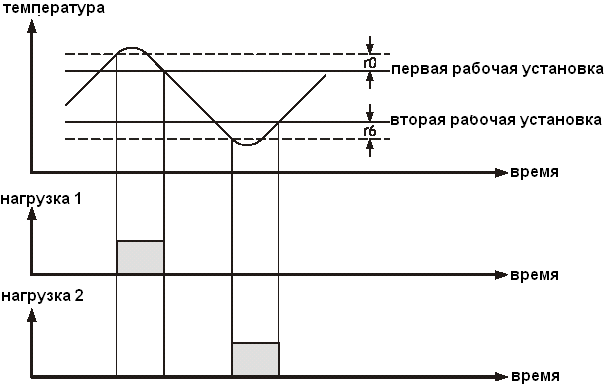 температура
r0
первая рабочая установка
вторая рабочая установка
r6
время
нагрузка 1
время
нагрузка 2
время